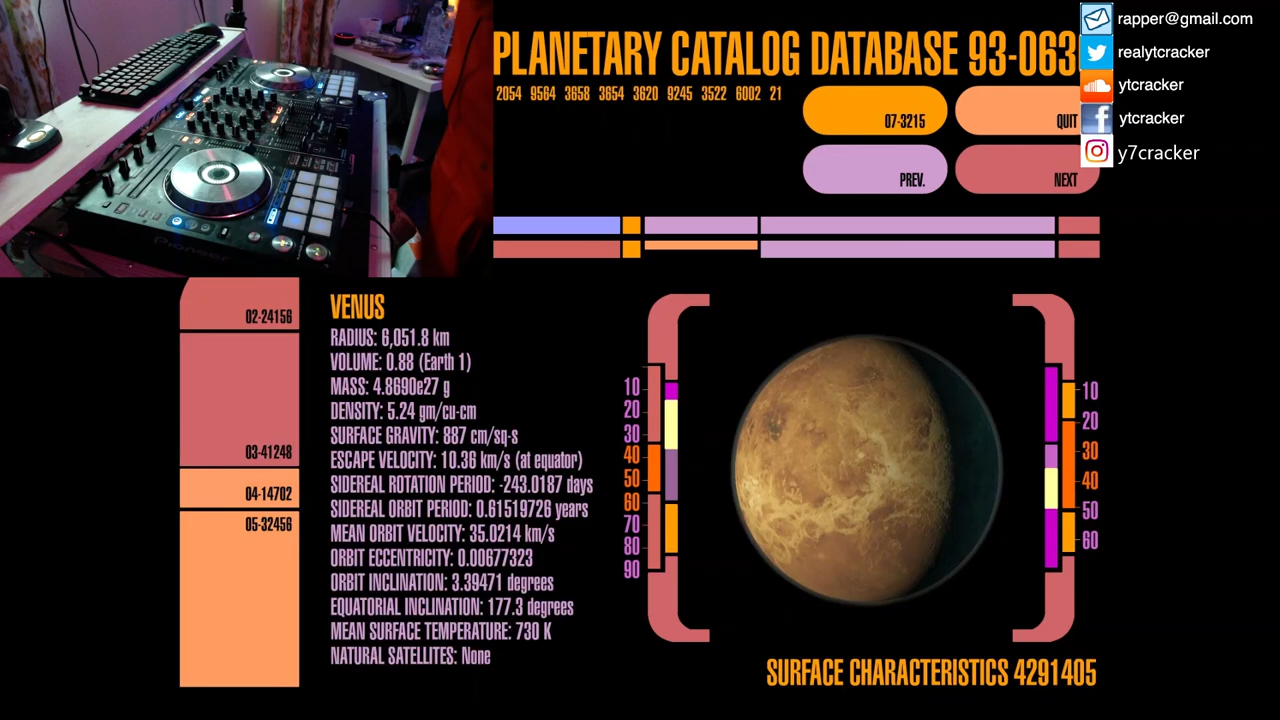 PLANETARY CATALOG DATABASE 93-063
2054 9564 3658 3654 3620 9245 3522 6002 21
rapper@gmail.com
realytcracker
ytcracker
ytcracker
y7cracker
07-3215
QUIT
PREV.
NEXT
Pioneer
02-24156
03-41248
04-14702
05-32456
VENUS
RADIUS: 6,051.8 km
VOLUME: 0.88 (Earth 1)
MASS: 4.8690e27 g
DENSITY: 5.24 gm/cu-cm
SURFACE GRAVITY: 887 cm/sq-s
ESCAPE VELOCITY: 10.36 km/s (at equator)
SIDEREAL ROTATION PERIOD: -243.0187 days
SIDEREAL ORBIT PERIOD: 0.61519726 years
MEAN ORBIT VELOCITY: 35.0214 km/s
ORBIT ECCENTRICITY: 0.00677323
ORBIT INCLINATION: 3.39471 degrees
EQUATORIAL INCLINATION: 177.3 degrees
MEAN SURFACE TEMPERATURE: 730 K
NATURAL SATELLITES: None
10
20
30
40
50
60
70
80
90
10
20
30
40
50
60
SURFACE CHARACTERISTICS 4291405